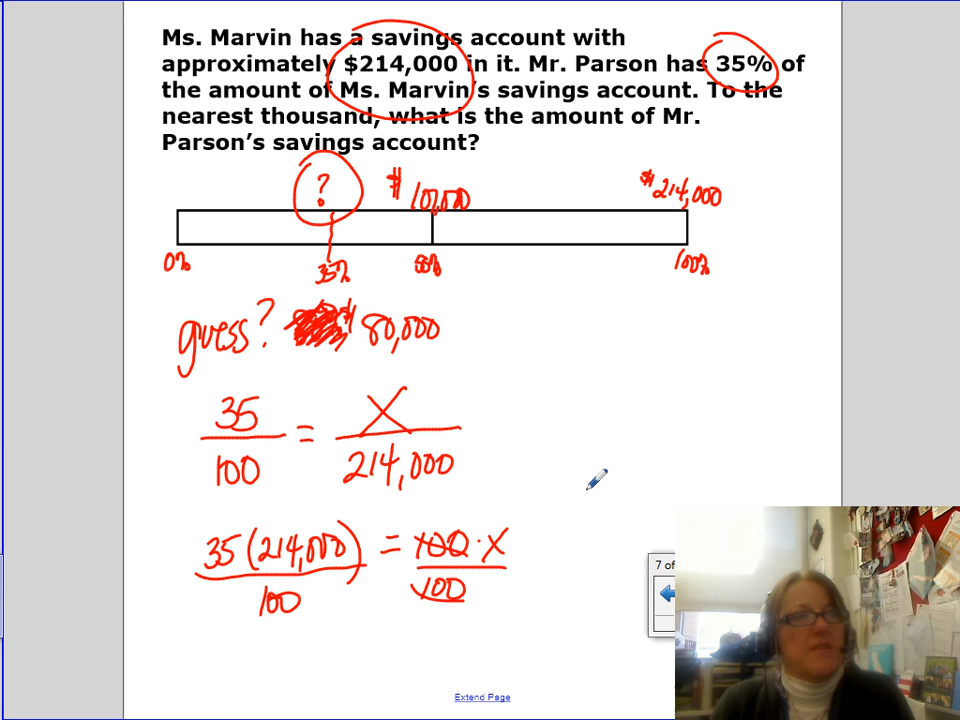 Ms. Marvin has a savings account with
approximately $214,000 in it. Mr. Parson has 35% of
the amount of Ms. Marvin's savings account. To the
nearest thousand, what is the amount of Mr.
Parson's savings account?
? $ 107,000 $214,000
0% 35% 50% 100%
guess? $80,000
35 = X
100 214,000
35(214,000) = 100 · X
100 100
7 of
Extend Page